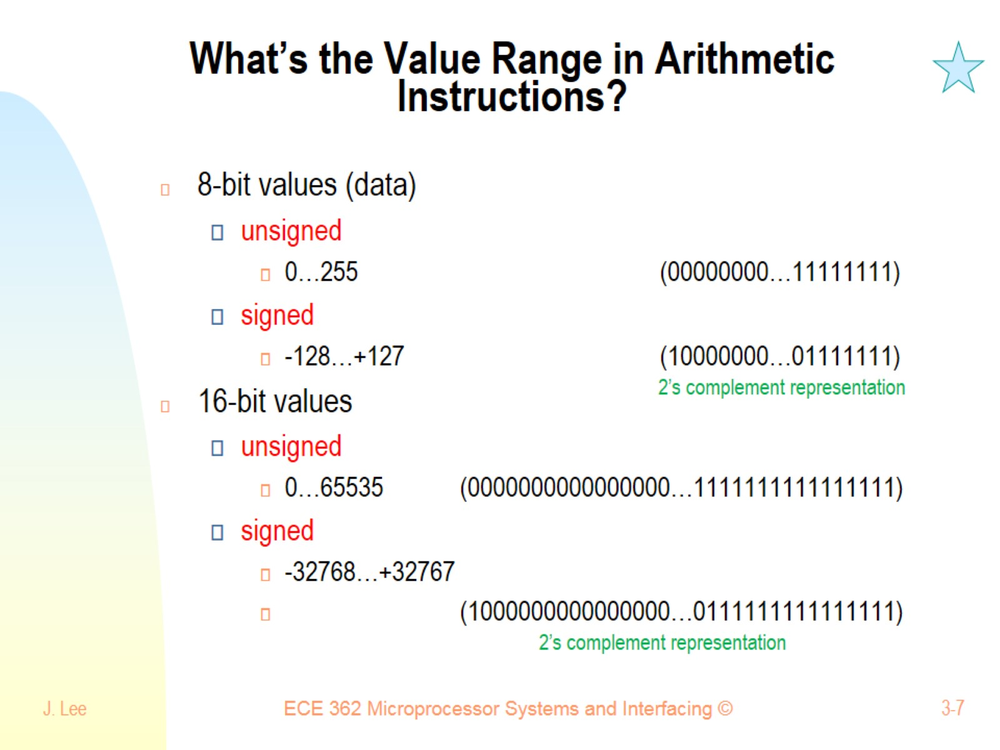 What's the Value Range in Arithmetic
Instructions?
8-bit values (data)
unsigned
0…255 (00000000…11111111)
signed
-128…+127 (10000000…01111111)
2's complement representation
16-bit values
unsigned
0…65535 (0000000000000000…1111111111111111)
signed
-32768…+32767
(1000000000000000…0111111111111111)
2's complement representation
J. Lee ECE 362 Microprocessor Systems and Interfacing © 3-7